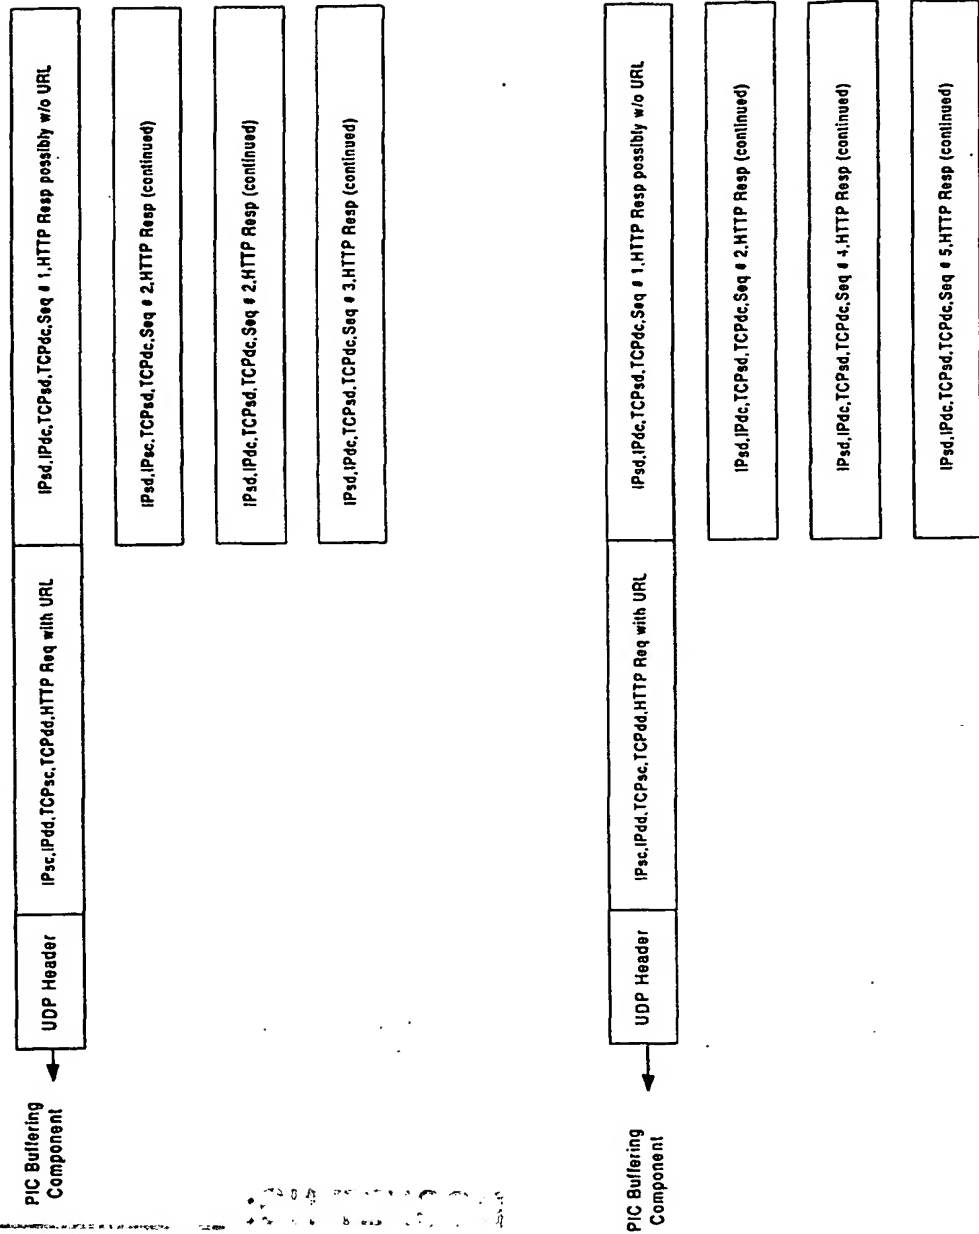 PIC Buffering
Component
UDP Header
IPsc,IPdd,TCPsc,TCPdd,HTTP Req with URL
IPsd,IPdc,TCPsd,TCPdc,Seq # 1,HTTP Resp possibly w/o URL
IPsd,IPsc,TCPsd,TCPdc,Seq # 2,HTTP Resp (continued)
IPsd,IPdc,TCPsd,TCPdc,Seq # 2,HTTP Resp (continued)
IPsd,IPdc,TCPsd,TCPdc,Seq # 3,HTTP Resp (continued)
PIC Buffering
Component
UDP Header
IPsc,IPdd,TCPsc,TCPdd,HTTP Req with URL
IPsd,IPdc,TCPsd,TCPdc,Seq # 1,HTTP Resp possibly w/o URL
IPsd,IPdc,TCPsd,TCPdc,Seq # 2,HTTP Resp (continued)
IPsd,IPdc,TCPsd,TCPdc,Seq # 4,HTTP Resp (continued)
IPsd,IPdc,TCPsd,TCPdc,Seq # 5,HTTP Resp (continued)